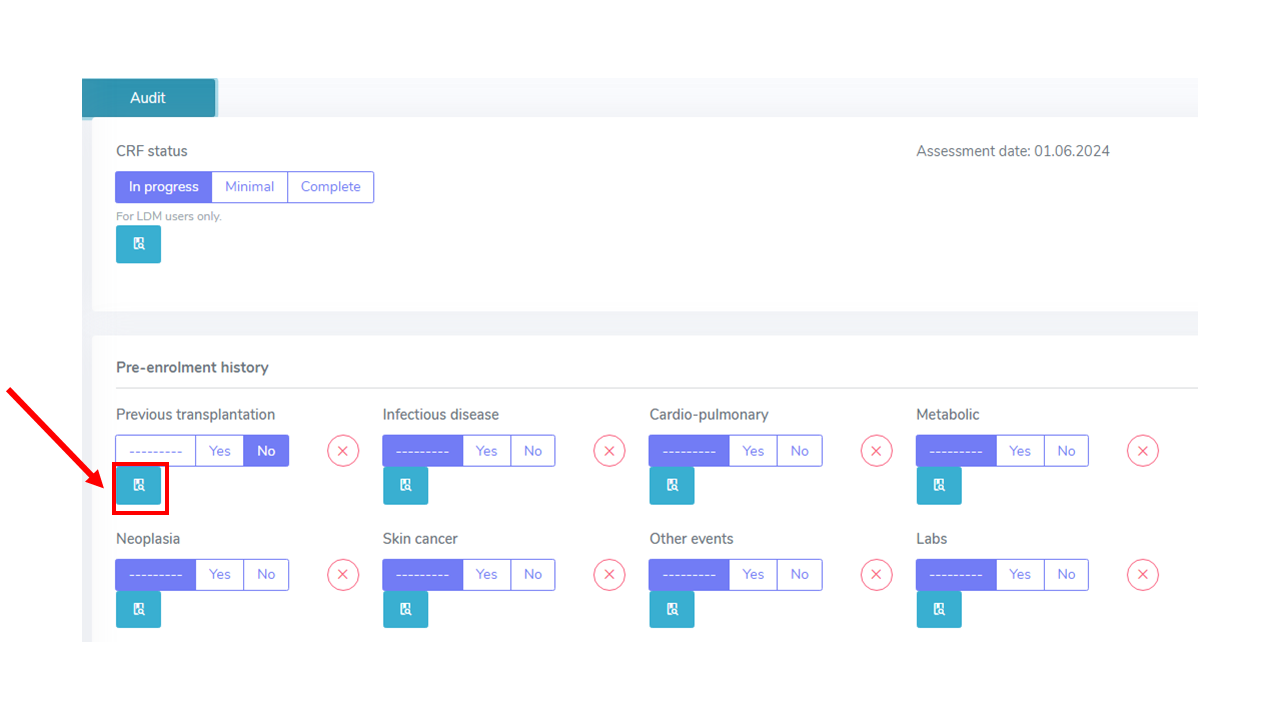 Audit
CRF status
Assessment date: 01.06.2024
In progress Minimal Complete
For LDM users only.
Pre-enrolment history
Previous transplantation Infectious disease Cardio-pulmonary Metabolic
--------- Yes No --------- Yes No --------- Yes No --------- Yes No
Neoplasia Skin cancer Other events Labs
--------- Yes No --------- Yes No --------- Yes No --------- Yes No